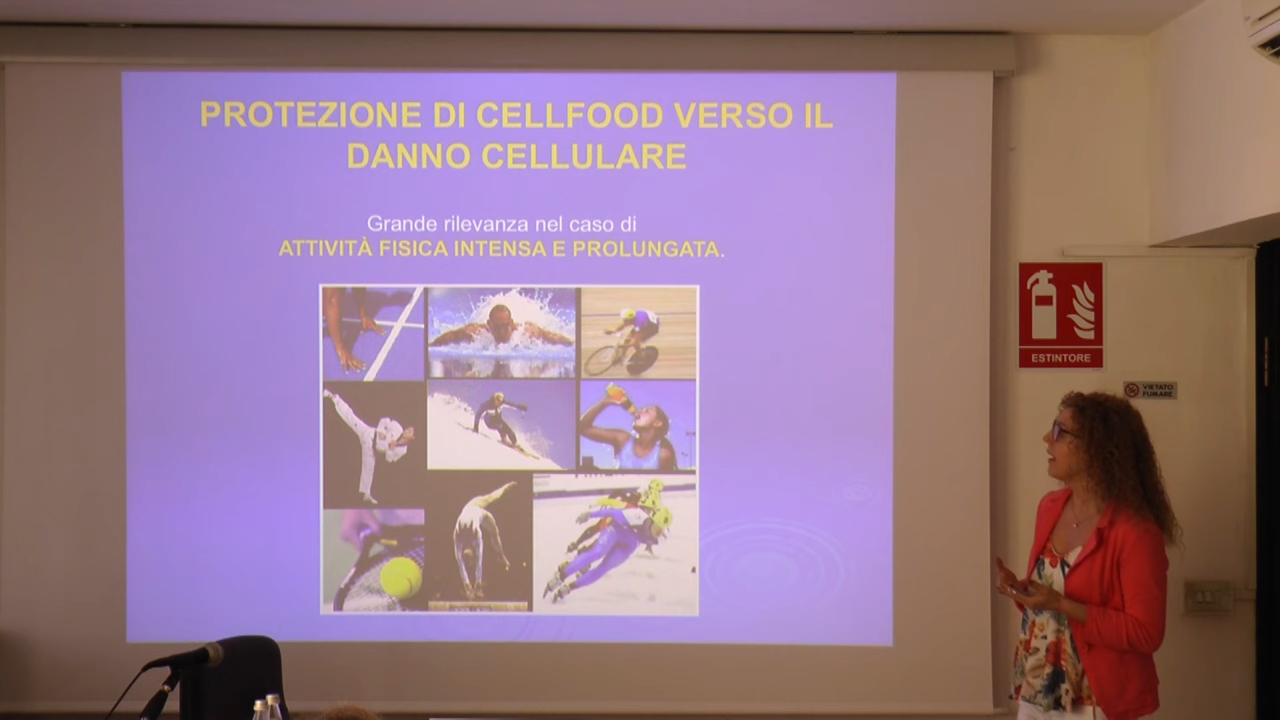 PROTEZIONE DI CELLFOOD VERSO IL
DANNO CELLULARE
Grande rilevanza nel caso di
ATTIVITÀ FISICA INTENSA E PROLUNGATA.
ESTINTORE
VIETATO
FUMARE